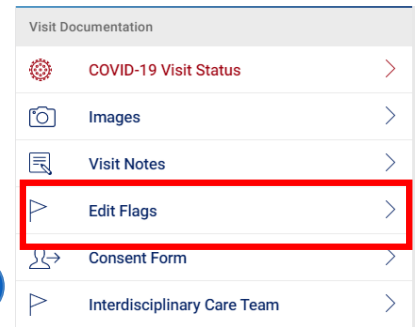 Visit Documentation
COVID-19 Visit Status
Images
Visit Notes
Edit Flags
Consent Form
Interdisciplinary Care Team